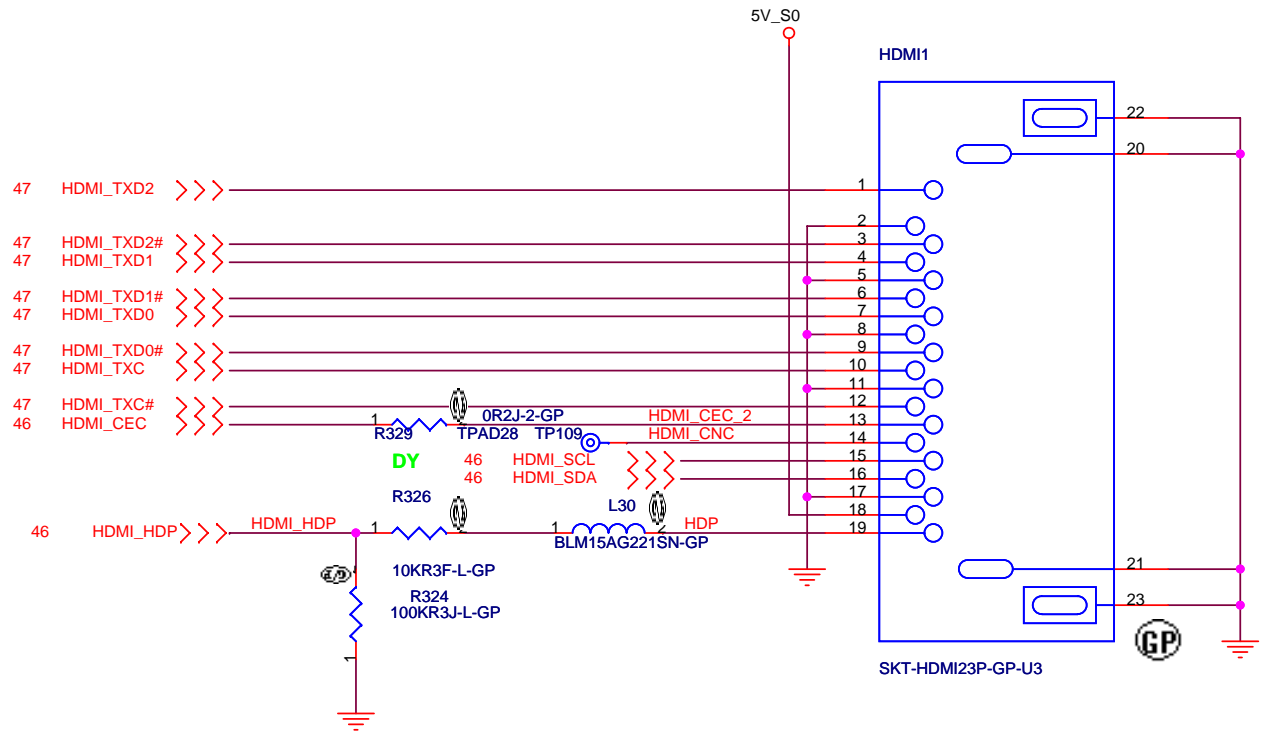 5V_S0
HDMI1
22
20
47 HDMI_TXD2 1
2
47 HDMI_TXD2# 3
47 HDMI_TXD1 4
5
47 HDMI_TXD1# 6
47 HDMI_TXD0 7
8
47 HDMI_TXD0# 9
47 HDMI_TXC 10
11
47 HDMI_TXC# 12
0R2J-2-GP HDMI_CEC_2
46 HDMI_CEC 1 13
R329 TPAD28 TP109 HDMI_CNC 14
DY 46 HDMI_SCL 15
46 HDMI_SDA 16
R326 17
L30 18
46 HDMI_HDP HDMI_HDP 1 1 HDP 19
BLM15AG221SN-GP
10KR3F-L-GP 21
R324
100KR3J-L-GP
23
GP
1
SKT-HDMI23P-GP-U3